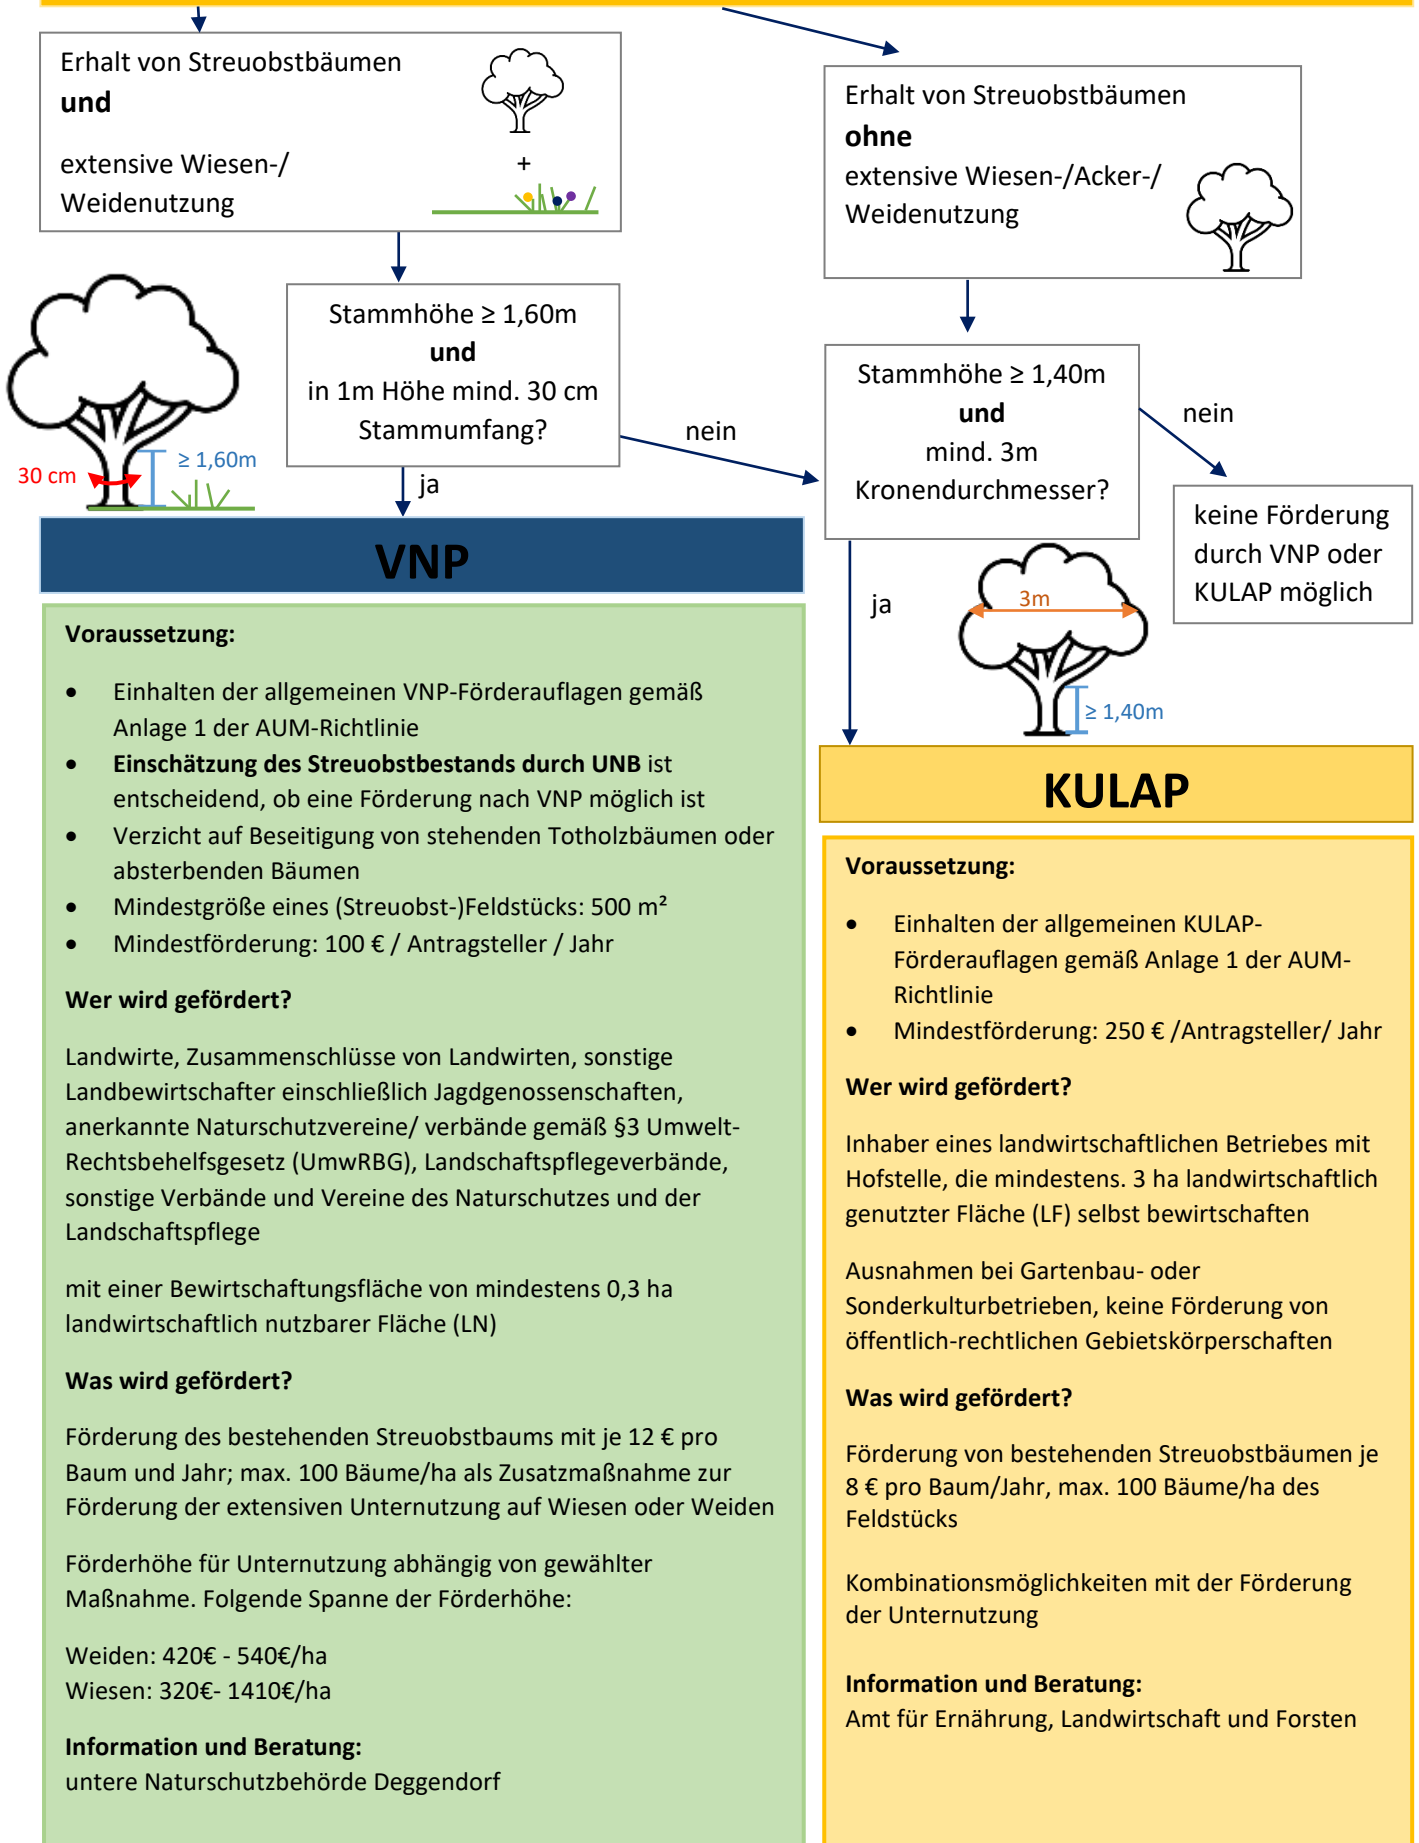 Erhalt von Streuobstbäumen
und
extensive Wiesen-/
Weidenutzung
+
Erhalt von Streuobstbäumen
ohne
extensive Wiesen-/Acker-/
Weidenutzung
Stammhöhe ≥ 1,60m
und
in 1m Höhe mind. 30 cm
Stammumfang?
30 cm
≥ 1,60m
nein
ja
Stammhöhe ≥ 1,40m
und
mind. 3m
Kronendurchmesser?
nein
keine Förderung
durch VNP oder
KULAP möglich
ja
3m
≥ 1,40m
VNP
Voraussetzung:
• Einhalten der allgemeinen VNP-Förderauflagen gemäß
Anlage 1 der AUM-Richtlinie
• Einschätzung des Streuobstbestands durch UNB ist
entscheidend, ob eine Förderung nach VNP möglich ist
• Verzicht auf Beseitigung von stehenden Totholzbäumen oder
absterbenden Bäumen
• Mindestgröße eines (Streuobst-)Feldstücks: 500 m²
• Mindestförderung: 100 € / Antragsteller / Jahr
Wer wird gefördert?
Landwirte, Zusammenschlüsse von Landwirten, sonstige
Landbewirtschafter einschließlich Jagdgenossenschaften,
anerkannte Naturschutzvereine/ verbände gemäß §3 Umwelt-
Rechtsbehelfsgesetz (UmwRBG), Landschaftspflegeverbände,
sonstige Verbände und Vereine des Naturschutzes und der
Landschaftspflege
mit einer Bewirtschaftungsfläche von mindestens 0,3 ha
landwirtschaftlich nutzbarer Fläche (LN)
Was wird gefördert?
Förderung des bestehenden Streuobstbaums mit je 12 € pro
Baum und Jahr; max. 100 Bäume/ha als Zusatzmaßnahme zur
Förderung der extensiven Unternutzung auf Wiesen oder Weiden
Förderhöhe für Unternutzung abhängig von gewählter
Maßnahme. Folgende Spanne der Förderhöhe:
Weiden: 420€ - 540€/ha
Wiesen: 320€- 1410€/ha
Information und Beratung:
untere Naturschutzbehörde Deggendorf
KULAP
Voraussetzung:
• Einhalten der allgemeinen KULAP-
Förderauflagen gemäß Anlage 1 der AUM-
Richtlinie
• Mindestförderung: 250 € /Antragsteller/ Jahr
Wer wird gefördert?
Inhaber eines landwirtschaftlichen Betriebes mit
Hofstelle, die mindestens. 3 ha landwirtschaftlich
genutzter Fläche (LF) selbst bewirtschaften
Ausnahmen bei Gartenbau- oder
Sonderkulturbetrieben, keine Förderung von
öffentlich-rechtlichen Gebietskörperschaften
Was wird gefördert?
Förderung von bestehenden Streuobstbäumen je
8 € pro Baum/Jahr, max. 100 Bäume/ha des
Feldstücks
Kombinationsmöglichkeiten mit der Förderung
der Unternutzung
Information und Beratung:
Amt für Ernährung, Landwirtschaft und Forsten